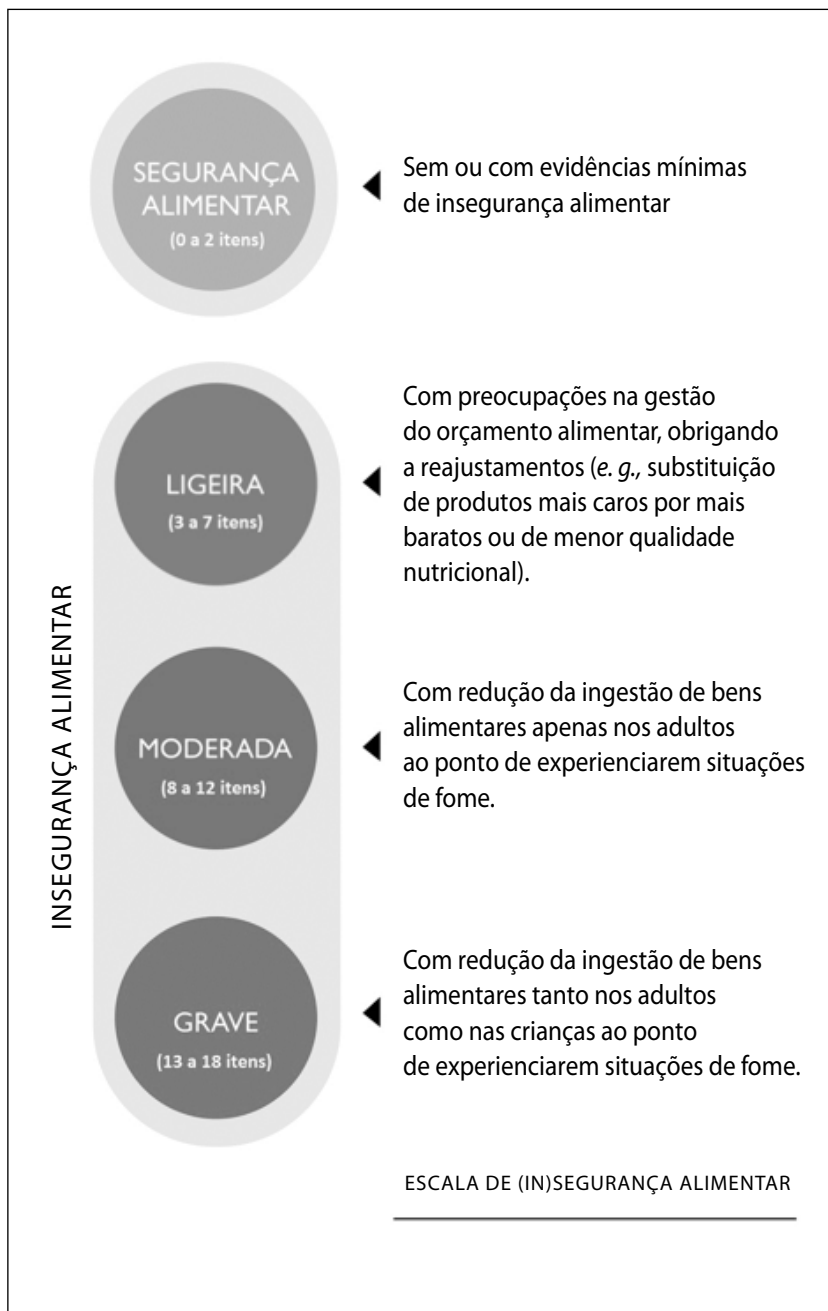 SEGURANÇA
ALIMENTAR
(0 a 2 itens)
Sem ou com evidências mínimas
de insegurança alimentar
INSEGURANÇA ALIMENTAR
LIGEIRA
(3 a 7 itens)
Com preocupações na gestão
do orçamento alimentar, obrigando
a reajustamentos (e. g., substituição
de produtos mais caros por mais
baratos ou de menor qualidade
nutricional).
MODERADA
(8 a 12 itens)
Com redução da ingestão de bens
alimentares apenas nos adultos
ao ponto de experienciarem situações
de fome.
GRAVE
(13 a 18 itens)
Com redução da ingestão de bens
alimentares tanto nos adultos
como nas crianças ao ponto
de experienciarem situações de fome.
ESCALA DE (IN)SEGURANÇA ALIMENTAR